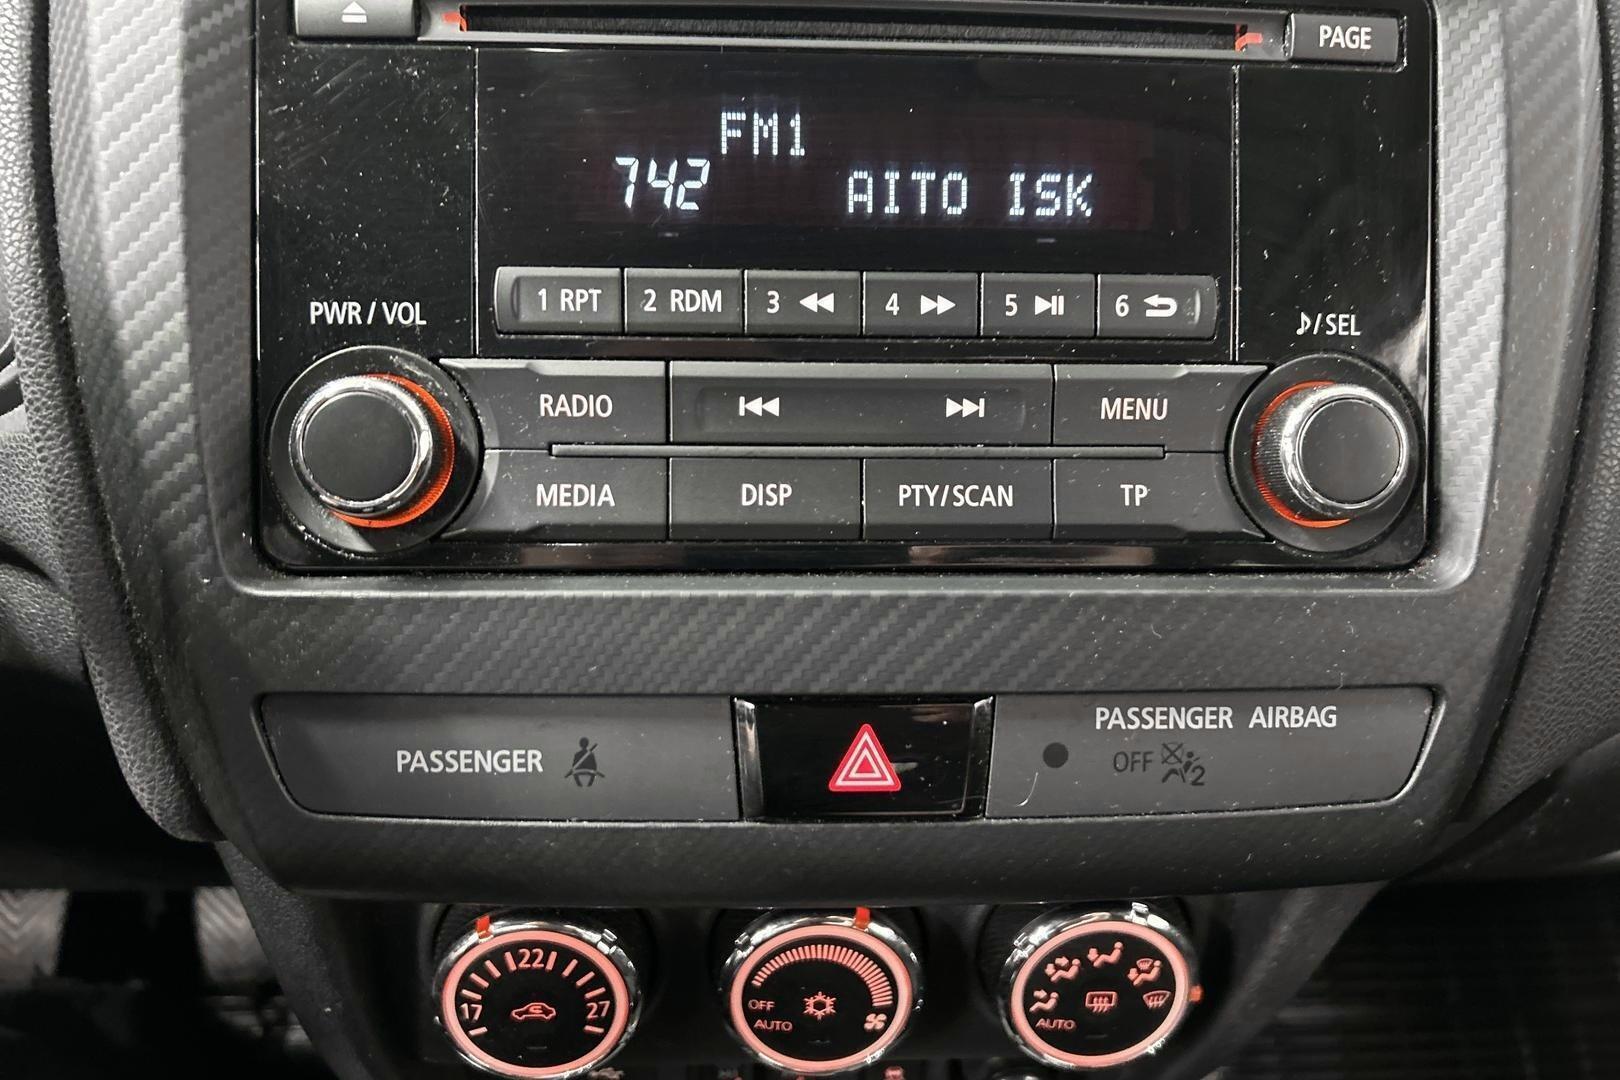 PAGE
FM1
742 AITO ISK
PWR / VOL
1 RPT 2 RDM 3 4 5 6
♪/SEL
RADIO MENU
MEDIA DISP PTY/SCAN TP
PASSENGER
PASSENGER AIRBAG
OFF 2
22
17 27
OFF
AUTO
AUTO